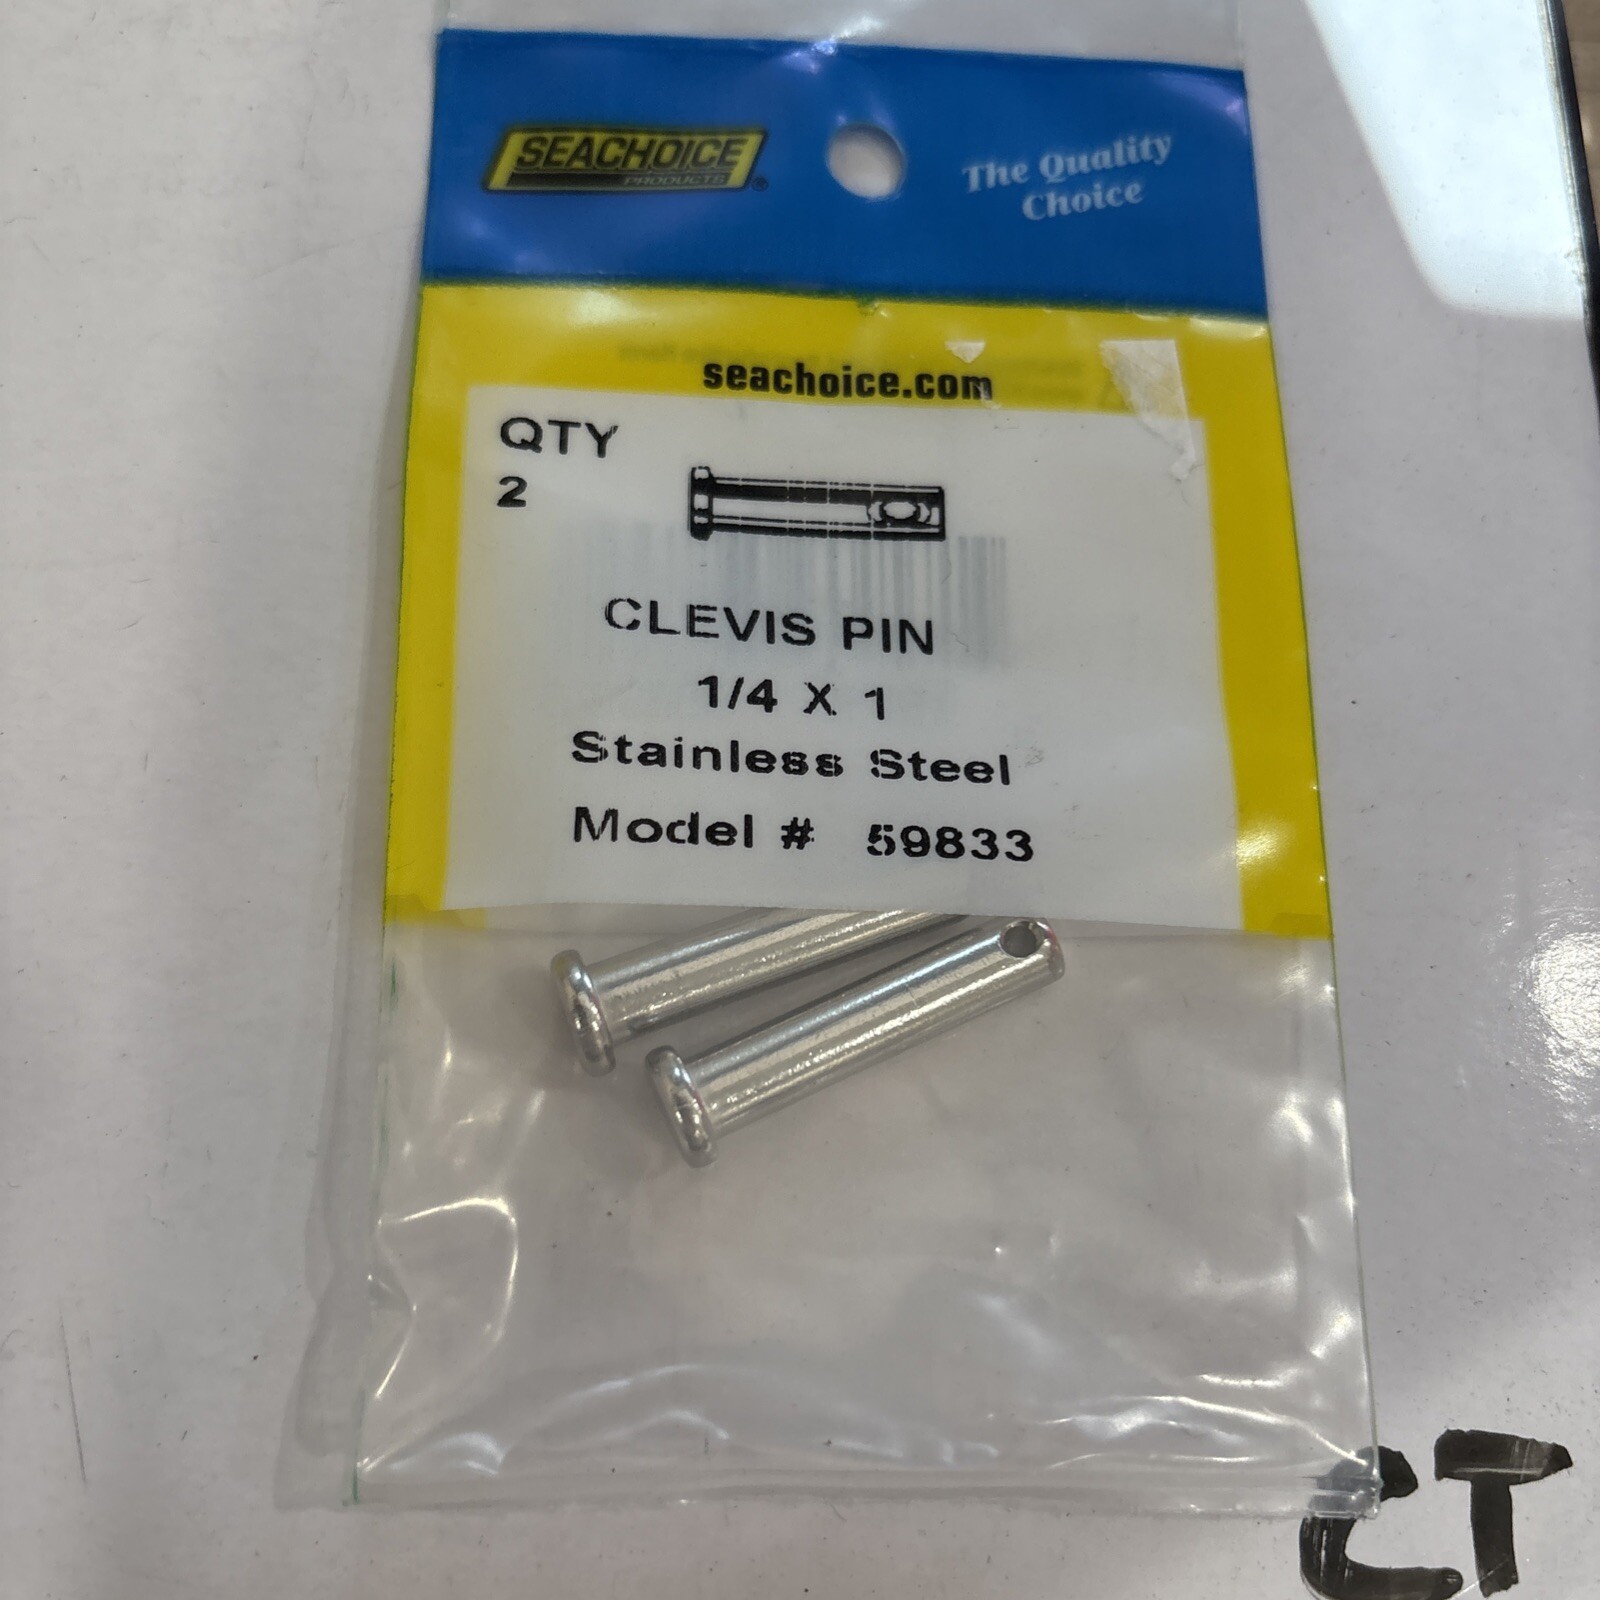 SEACHOICE
PRODUCTS
®
The Quality
Choice
seachoice.com
QTY
2
CLEVIS PIN
1/4 X 1
Stainless Steel
Model # 59833
CT